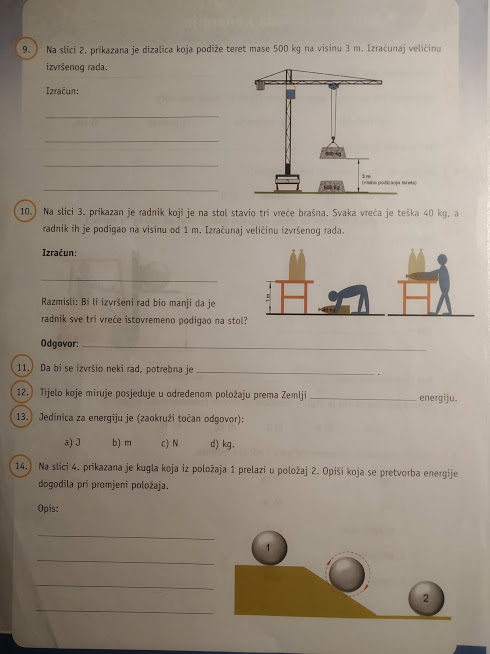 9. Na slici 2. prikazana je dizalica koja podiže teret mase 500 kg na visinu 3 m. Izračunaj veličinu
izvršenog rada.
Izračun:
500 kg
3 m
(visina podizanja tereta)
500 kg
10. Na slici 3. prikazan je radnik koji je na stol stavio tri vreće brašna. Svaka vreća je teška 40 kg, a
radnik ih je podigao na visinu od 1 m. Izračunaj veličinu izvršenog rada.
Izračun:
1 m
Razmisli: Bi li izvršeni rad bio manji da je
radnik sve tri vreće istovremeno podigao na stol?
Odgovor:
11. Da bi se izvršio neki rad, potrebna je .
12. Tijelo koje miruje posjeduje u određenom položaju prema Zemlji energiju.
13. Jedinica za energiju je (zaokruži točan odgovor):
a) J b) m c) N d) kg.
14. Na slici 4. prikazana je kugla koja iz položaja 1 prelazi u položaj 2. Opiši koja se pretvorba energije
dogodila pri promjeni položaja.
Opis:
1
2